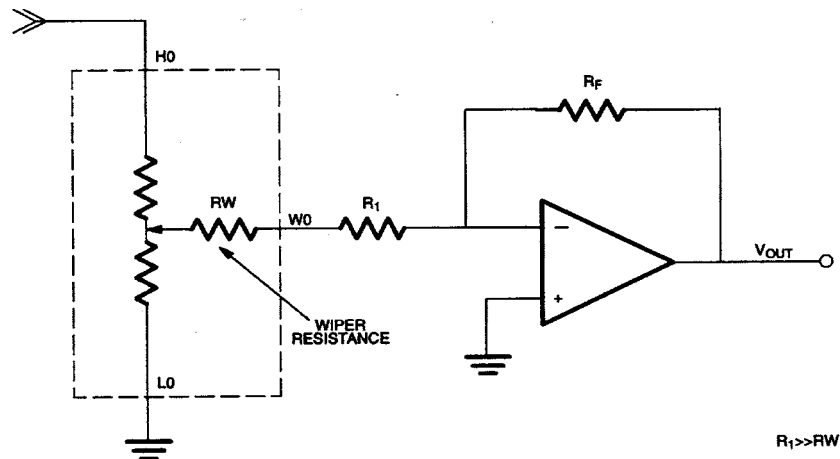 H0
RF
RW
W0
R1
−
+
VOUT
WIPER
RESISTANCE
L0
R1>>RW